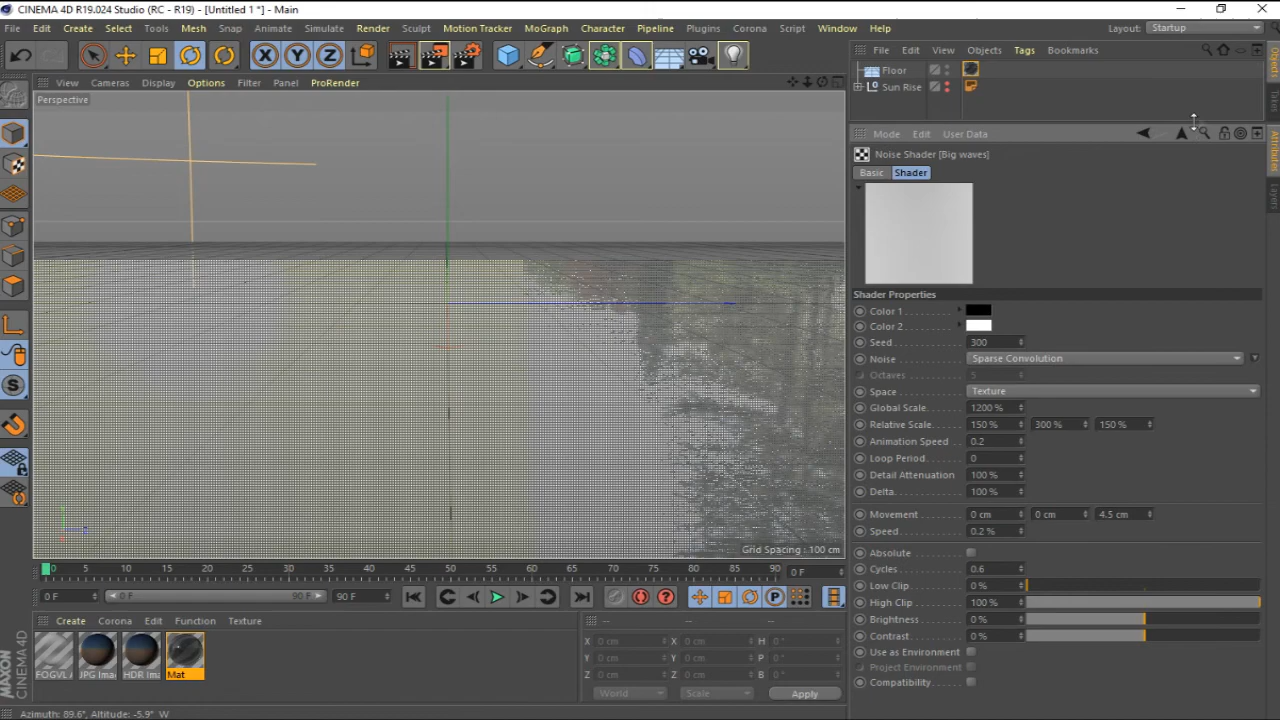 CINEMA 4D R19.024 Studio (RC - R19) - [Untitled 1 *] - Main
File Edit Create Select Tools Mesh Snap Animate Simulate Render Sculpt Motion Tracker MoGraph Character Pipeline Plugins Corona Script Window Help Layout: Startup
X Y Z
File Edit View Objects Tags Bookmarks
Floor
Sun Rise
View Cameras Display Options Filter Panel ProRender
Perspective
Mode Edit User Data
Noise Shader [Big waves]
Basic Shader
Shader Properties
Color 1
Color 2
Seed 300
Noise Sparse Convolution
Octaves 5
Space Texture
Global Scale 1200 %
Relative Scale 150 % 300 % 150 %
Animation Speed 0.2
Loop Period 0
Detail Attenuation 100 %
Delta 100 %
Movement 0 cm 0 cm 4.5 cm
Speed 0.2 %
Absolute
Cycles 0.6
Low Clip 0 %
High Clip 100 %
Brightness 0 %
Contrast 0 %
Use as Environment
Project Environment
Compatibility
Objects
Takes
Attributes
Layers
Grid Spacing : 100 cm
0 5 10 15 20 25 30 35 40 45 50 55 60 65 70 75 80 85 90 0 F
0 F 0 F 90 F 90 F
Create Corona Edit Function Texture
FOGVL JPG Ima HDR Ima Mat
-- -- --
X 0 cm X 0 cm H 0 °
Y 0 cm Y 0 cm P 0 °
Z 0 cm Z 0 cm B 0 °
World Scale Apply
MAXON CINEMA 4D
Azimuth: 89.6°, Altitude: -5.9° W